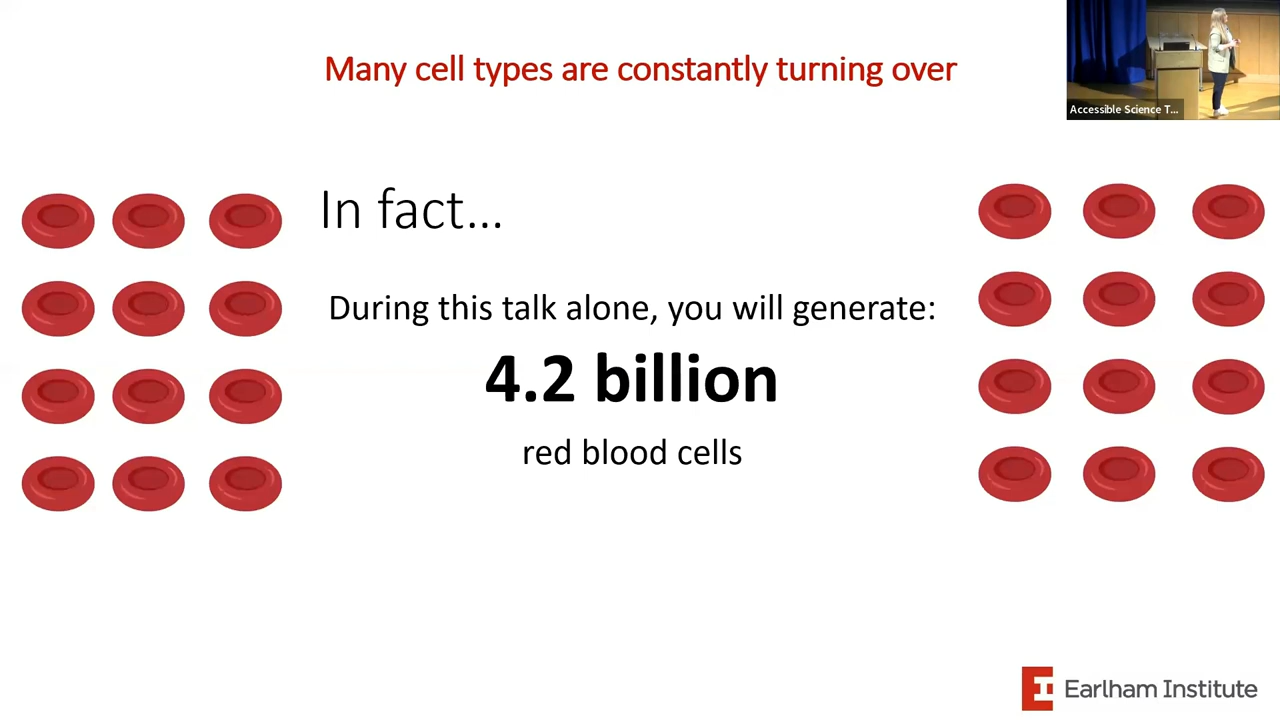 Many cell types are constantly turning over
Accessible Science T...
In fact...
During this talk alone, you will generate:
4.2 billion
red blood cells
Earlham Institute